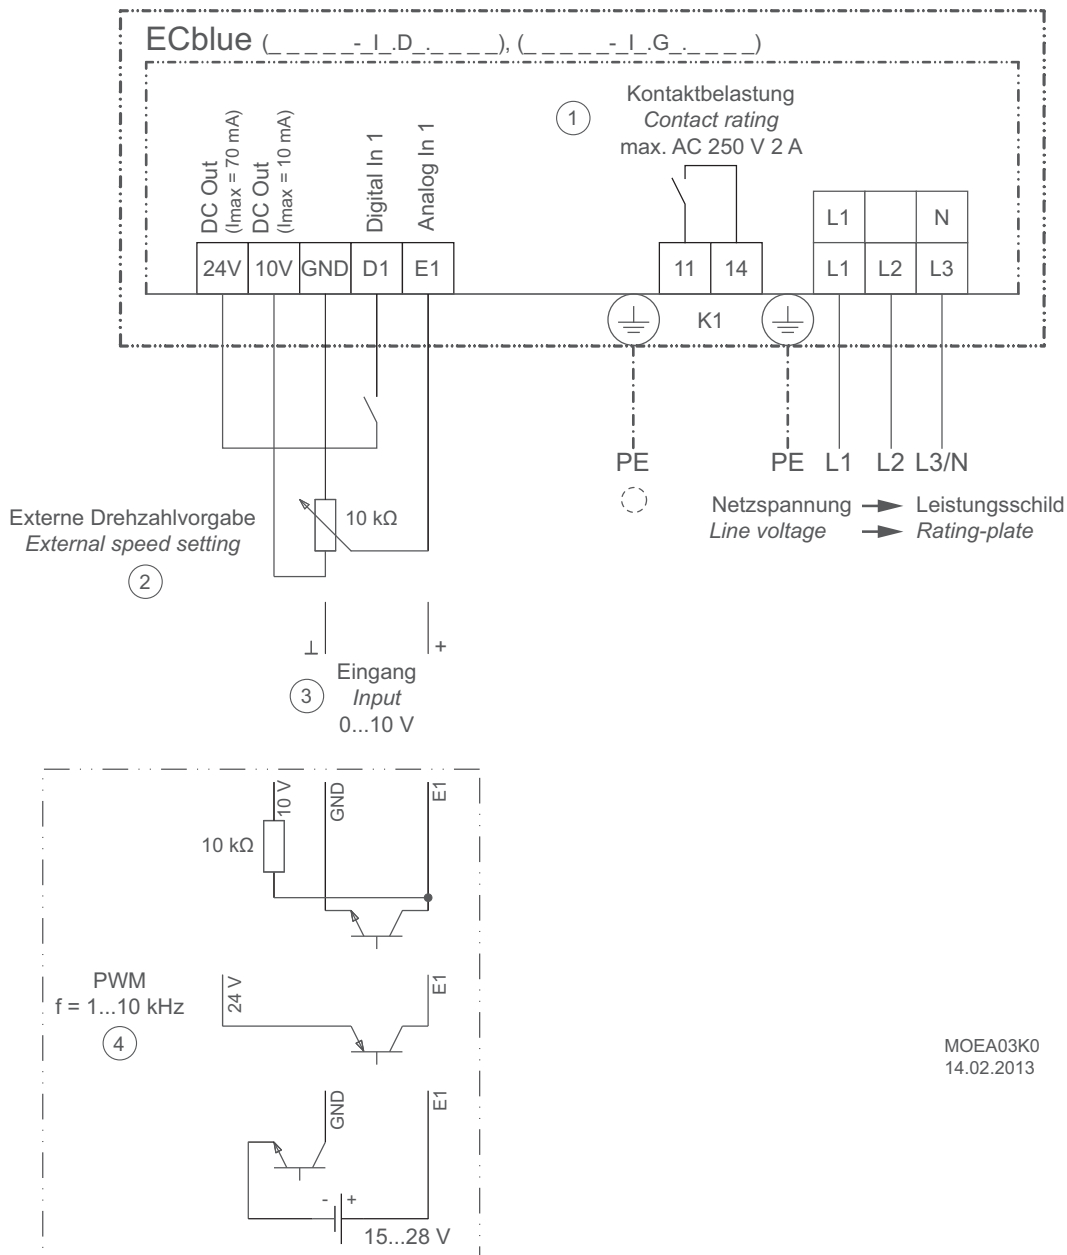 ECblue (_ _ _ _ _-_I_.D_._ _ _ _), (_ _ _ _ _-_I_.G_._ _ _ _)
1
Kontaktbelastung
Contact rating
max. AC 250 V 2 A
DC Out
(Imax = 70 mA)
DC Out
(Imax = 10 mA)
Digital In 1
Analog In 1
L1 N
24V 10V GND D1 E1 11 14 L1 L2 L3
K1
PE PE L1 L2 L3/N
Netzspannung Leistungsschild
Line voltage Rating-plate
Externe Drehzahlvorgabe
External speed setting
2
10 kΩ
⊥ +
3
Eingang
Input
0...10 V
10 V GND E1
10 kΩ
PWM
f = 1...10 kHz
4
24 V E1
GND E1
- +
15...28 V
MOEA03K0
14.02.2013